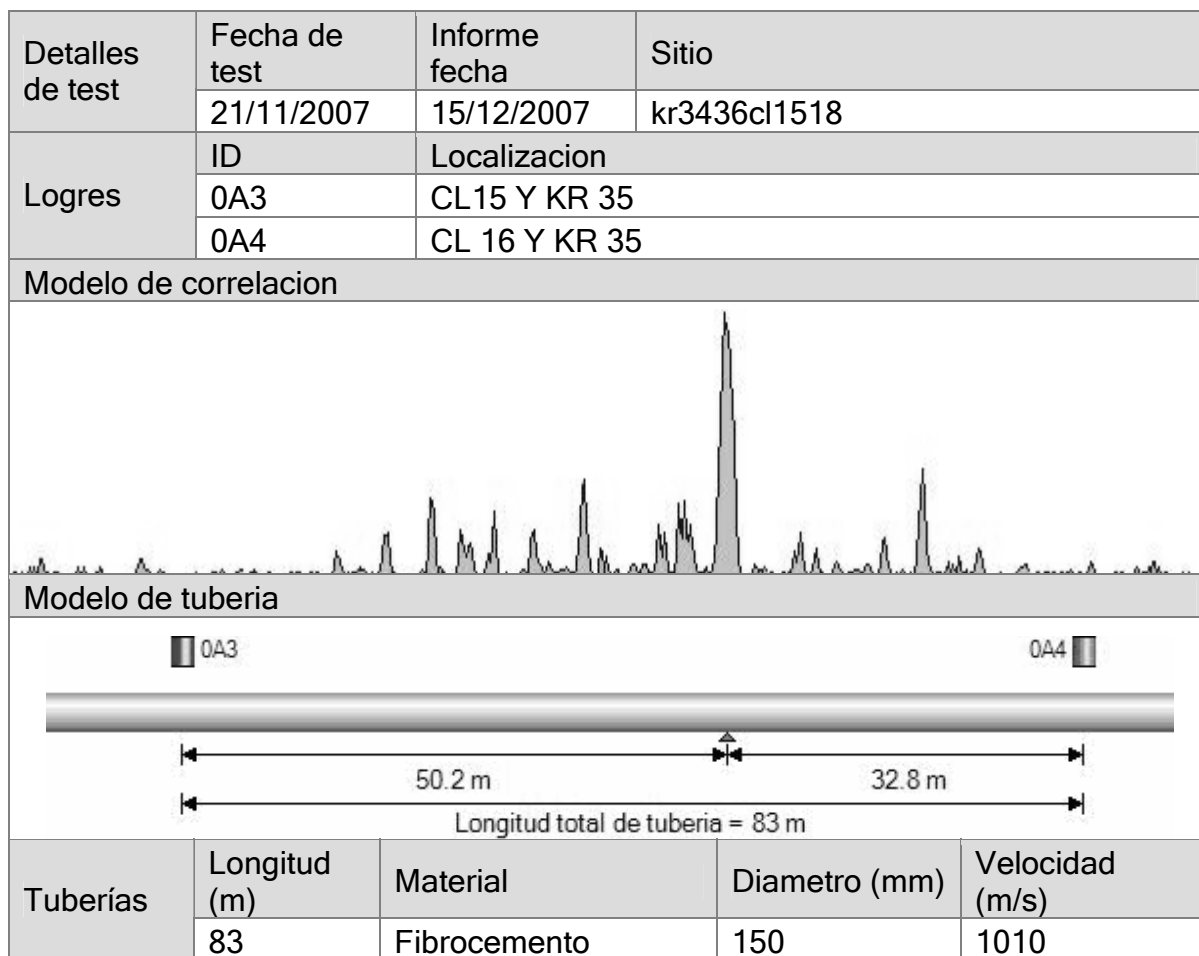 Detalles de test
Fecha de test
Informe fecha
Sitio
21/11/2007
15/12/2007
kr3436cl1518
Logres
ID
Localizacion
0A3
CL15 Y KR 35
0A4
CL 16 Y KR 35
Modelo de correlacion
Modelo de tuberia
0A3
0A4
50.2 m
32.8 m
Longitud total de tuberia = 83 m
Tuberías
Longitud (m)
Material
Diametro (mm)
Velocidad (m/s)
83
Fibrocemento
150
1010